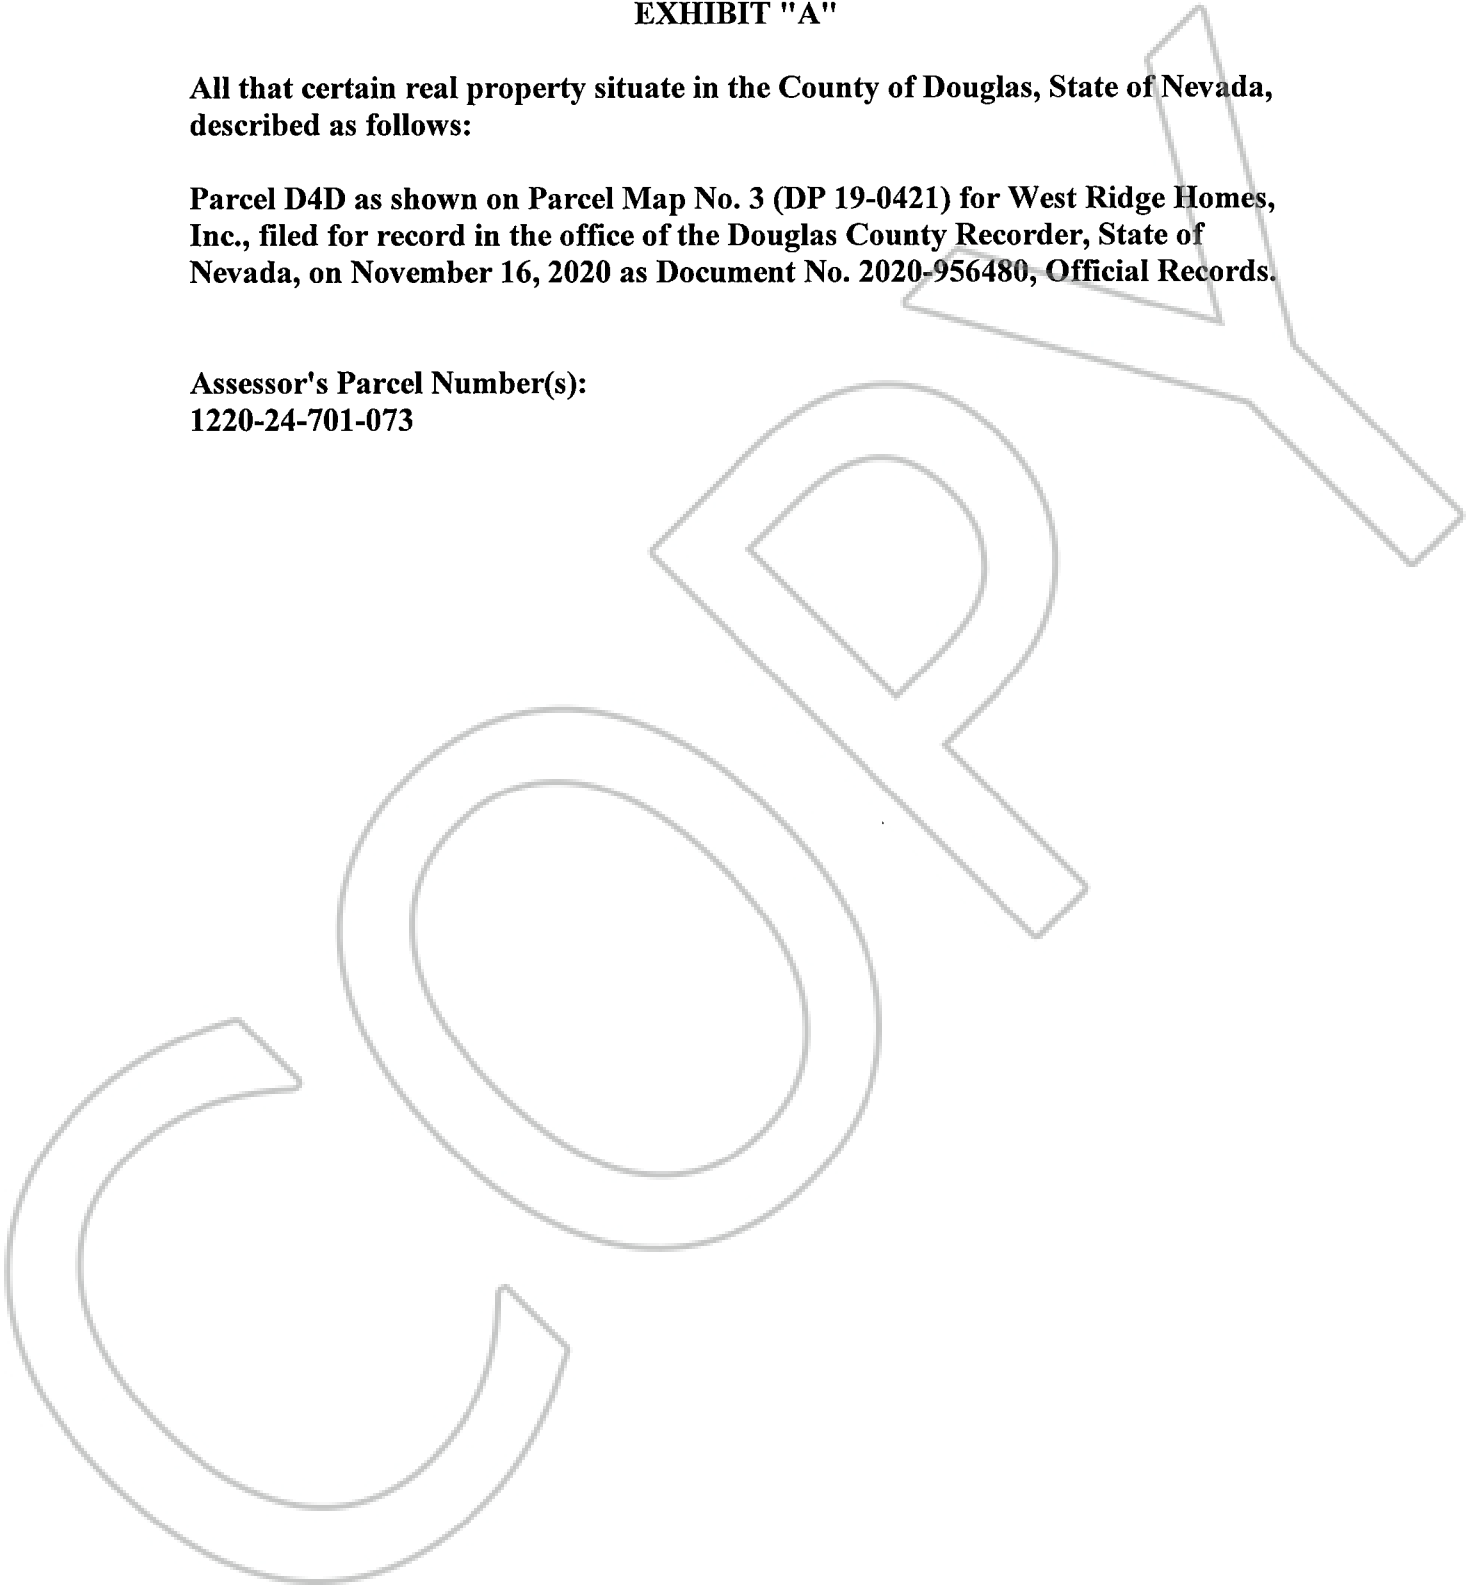 EXHIBIT "A"
All that certain real property situate in the County of Douglas, State of Nevada,
described as follows:
Parcel D4D as shown on Parcel Map No. 3 (DP 19-0421) for West Ridge Homes,
Inc., filed for record in the office of the Douglas County Recorder, State of
Nevada, on November 16, 2020 as Document No. 2020-956480, Official Records.
Assessor's Parcel Number(s):
1220-24-701-073
COPY